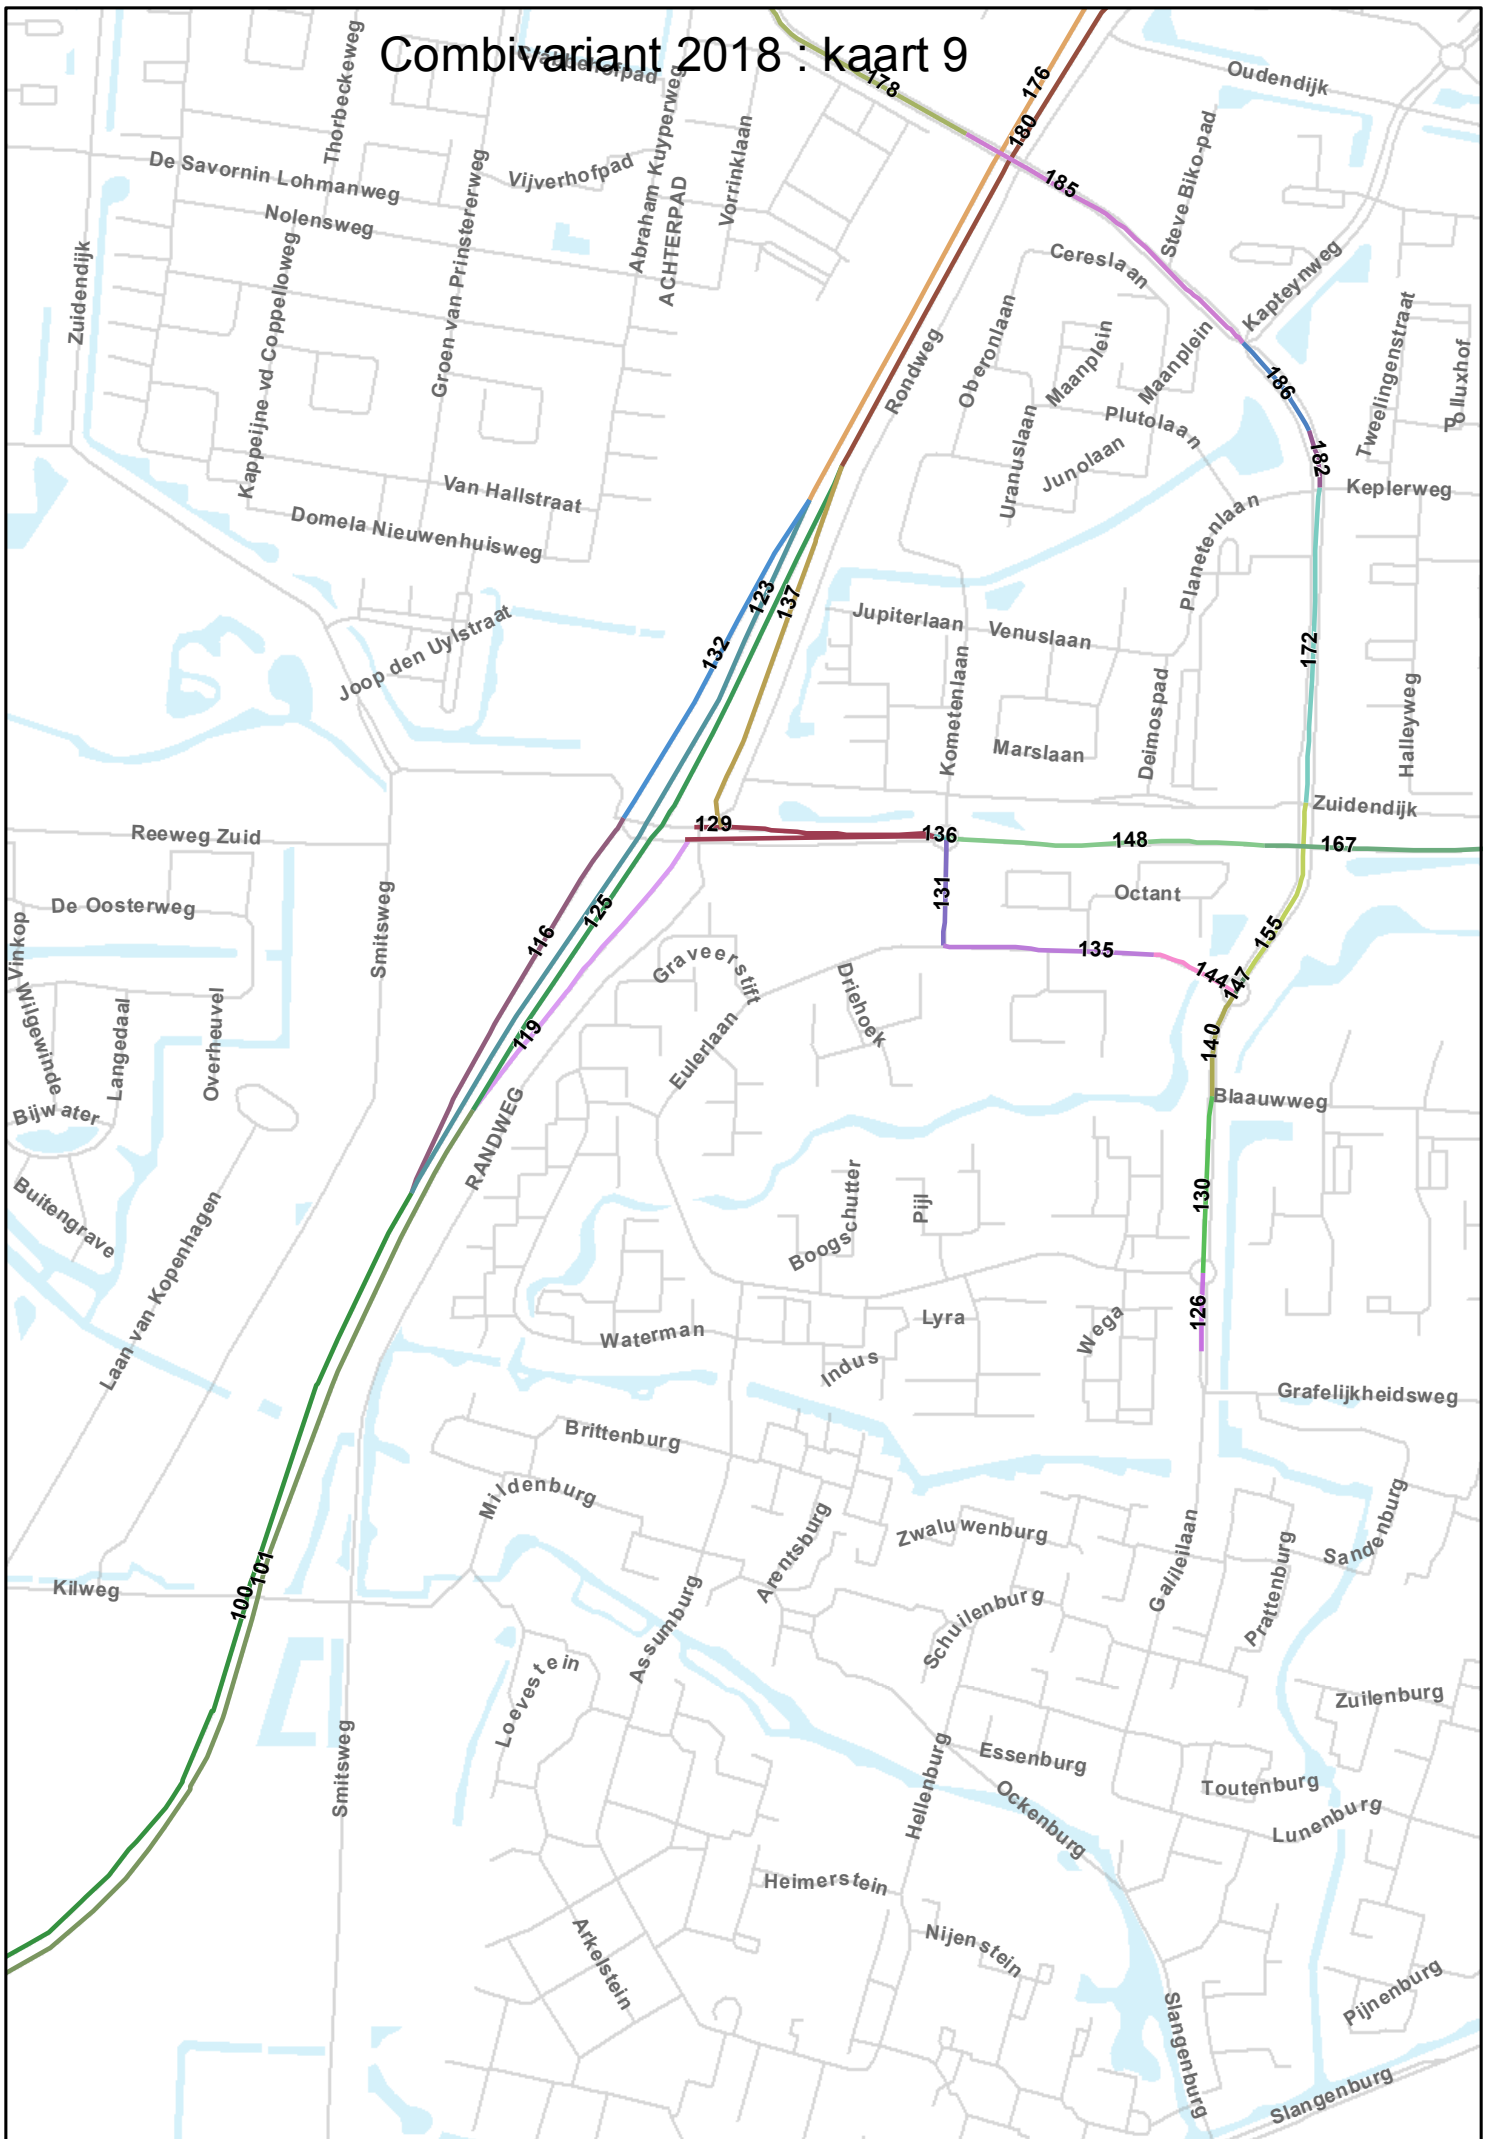 Combivariant 2018 : kaart 9
178
176
180
Oudendijk
Thorbeckeweg
De Savornin Lohmanweg
Vijverhofpad
Abraham Kuyperweg
ACHTERPAD
Vorrinklaan
Nolensweg
Groen van Prinstererweg
Kappeijne vd Coppelloweg
Zuidendijk
185
Steve Biko-pad
Cereslaan
Kapteynweg
Tweelingenstraat
Polluxhof
Rondweg
Oberonlaan
Maanplein
Maanplein
186
Plutolaan
Uranuslaan
Junolaan
182
Keplerweg
Van Hallstraat
Domela Nieuwenhuisweg
Planetenlaan
Joop den Uylstraat
132
123
137
Jupiterlaan
Venuslaan
172
Kometenlaan
Marslaan
Deimospad
Halleyweg
Zuidendijk
Reeweg Zuid
129
136
148
167
De Oosterweg
Smitsweg
131
Octant
Vinkop
116
125
135
155
144
147
Graveerstift
Driehoek
Wilgewinde
Langedaal
Overheuvel
119
Eulerlaan
140
Bijwater
RANDWEG
Blaauwweg
Buitengrave
Laan van Kopenhagen
Boogschutter
Pijl
130
126
Waterman
Lyra
Indus
Wega
Grafelijkheidsweg
Brittenburg
Mildenburg
Arentsburg
Zwaluwenburg
Galileilaan
Prattenburg
Sandenburg
Kilweg
100
101
Assumburg
Schuilenburg
Loevestein
Zuilenburg
Smitsweg
Hellenburg
Essenburg
Ockenburg
Toutenburg
Lunenburg
Heimerstein
Arkelstein
Nijenstein
Slangenburg
Pijnenburg
Slangenburg